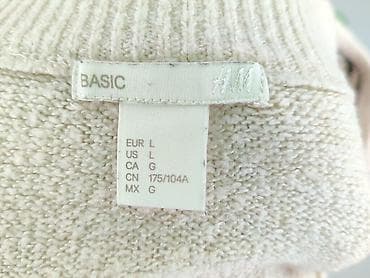 BASIC H&M
EUR L
US L
CA G
CN 175/104A
MX G